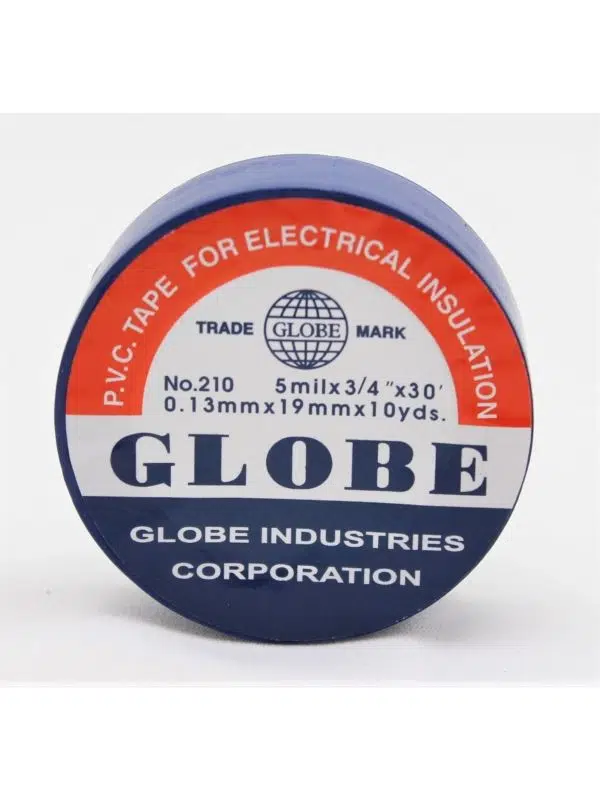 P.V.C. TAPE FOR ELECTRICAL INSULATION
TRADE GLOBE MARK
No.210 5milx3/4"x30'
0.13mmx19mmx10yds.
GLOBE
GLOBE INDUSTRIES
CORPORATION